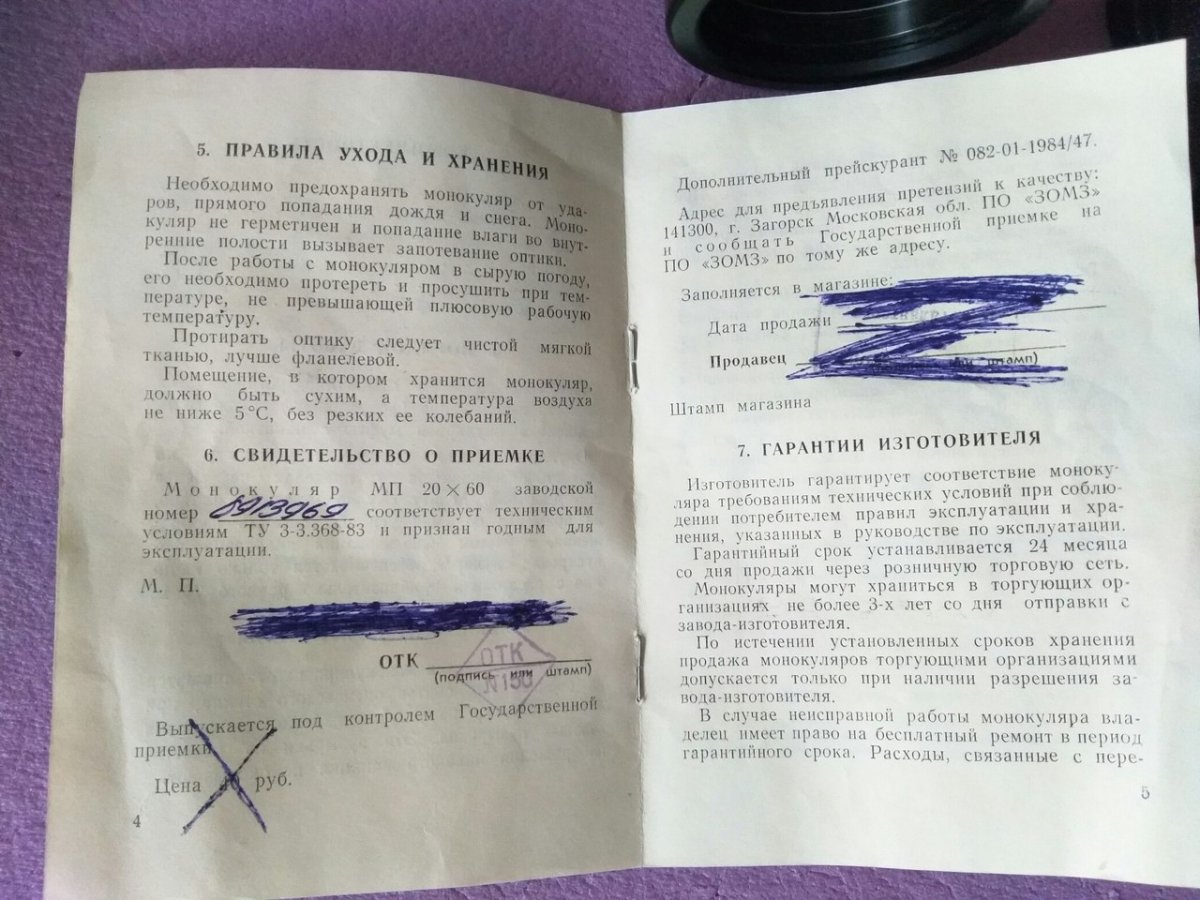 5. ПРАВИЛА УХОДА И ХРАНЕНИЯ
Необходимо предохранять монокуляр от уда-
ров, прямого попадания дождя и снега. Моно-
куляр не герметичен и попадание влаги во внут-
ренние полости вызывает запотевание оптики.
После работы с монокуляром в сырую погоду,
его необходимо протереть и просушить при тем-
пературе, не превышающей плюсовую рабочую
температуру.
Протирать оптику следует чистой мягкой
тканью, лучше фланелевой.
Помещение, в котором хранится монокуляр,
должно быть сухим, а температура воздуха
не ниже 5°С, без резких ее колебаний.
6. СВИДЕТЕЛЬСТВО О ПРИЕМКЕ
Монокуляр МП 20×60 заводской
номер 8913969 соответствует техническим
условиям ТУ 3-3.368-83 и признан годным для
эксплуатации.
М. П.
ОТК
ОТК
(подпись или штамп)
N150
Выпускается под контролем Государственной
приемки
Цена руб.
4
Дополнительный прейскурант № 082-01-1984/47.
Адрес для предъявления претензий к качеству:
141300, г. Загорск Московская обл. ПО «ЗОМЗ»
и сообщать Государственной приемке на
ПО «ЗОМЗ» по тому же адресу.
Заполняется в магазине:
Дата продажи
Продавец
штамп)
Штамп магазина
7. ГАРАНТИИ ИЗГОТОВИТЕЛЯ
Изготовитель гарантирует соответствие моноку-
ляра требованиям технических условий при соблю-
дении потребителем правил эксплуатации и хра-
нения, указанных в руководстве по эксплуатации.
Гарантийный срок устанавливается 24 месяца
со дня продажи через розничную торговую сеть.
Монокуляры могут храниться в торгующих ор-
ганизациях не более 3-х лет со дня отправки с
завода-изготовителя.
По истечении установленных сроков хранения
продажа монокуляров торгующими организациями
допускается только при наличии разрешения за-
вода-изготовителя.
В случае неисправной работы монокуляра вла-
делец имеет право на бесплатный ремонт в период
гарантийного срока. Расходы, связанные с пере-
5